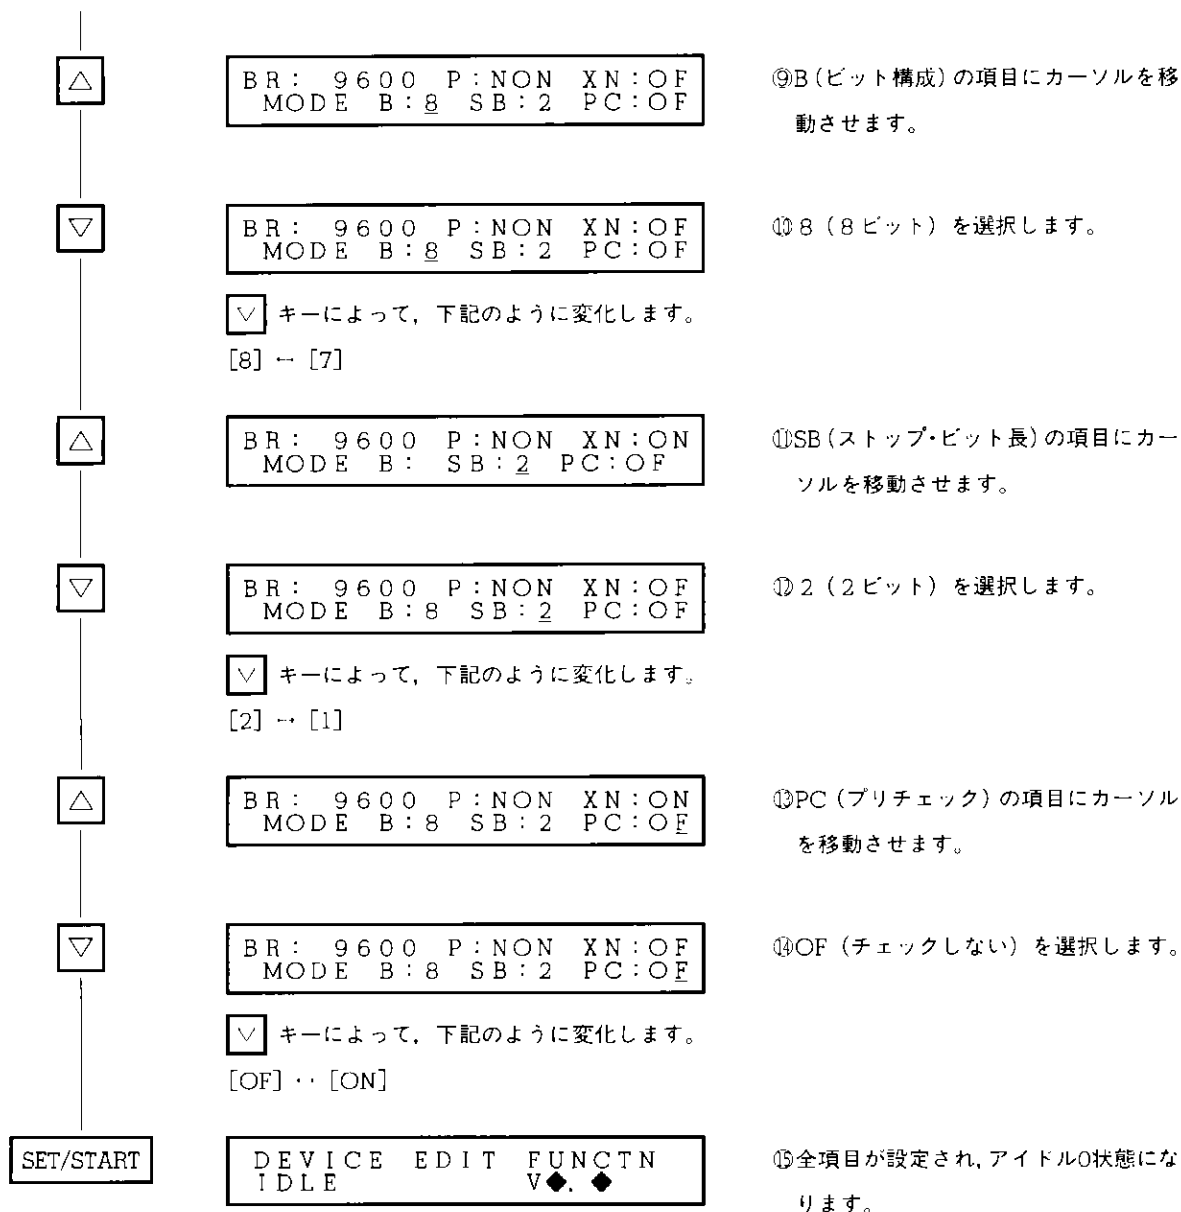 △
BR: 9600 P:NON XN:OF
MODE B:8 SB:2 PC:OF
⑨B(ビット構成)の項目にカーソルを移
動させます。
▽
BR: 9600 P:NON XN:OF
MODE B:8 SB:2 PC:OF
⑩8(8ビット)を選択します。
▽ キーによって,下記のように変化します。
[8] ↔ [7]
△
BR: 9600 P:NON XN:ON
MODE B: SB:2 PC:OF
⑪SB(ストップ・ビット長)の項目にカー
ソルを移動させます。
▽
BR: 9600 P:NON XN:OF
MODE B:8 SB:2 PC:OF
⑫2(2ビット)を選択します。
▽ キーによって,下記のように変化します。
[2] ↔ [1]
△
BR: 9600 P:NON XN:ON
MODE B:8 SB:2 PC:OF
⑬PC(プリチェック)の項目にカーソル
を移動させます。
▽
BR: 9600 P:NON XN:OF
MODE B:8 SB:2 PC:OF
⑭OF(チェックしない)を選択します。
▽ キーによって,下記のように変化します。
[OF] ↔ [ON]
SET/START
DEVICE EDIT FUNCTN
IDLE V◆.◆
⑮全項目が設定され,アイドル0状態にな
ります。